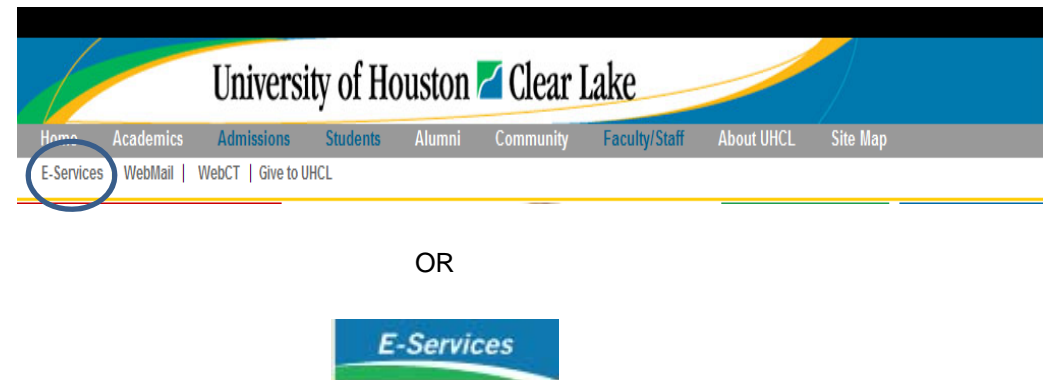 University of Houston Clear Lake
Home Academics Admissions Students Alumni Community Faculty/Staff About UHCL Site Map
E-Services WebMail | WebCT | Give to UHCL
OR
E-Services